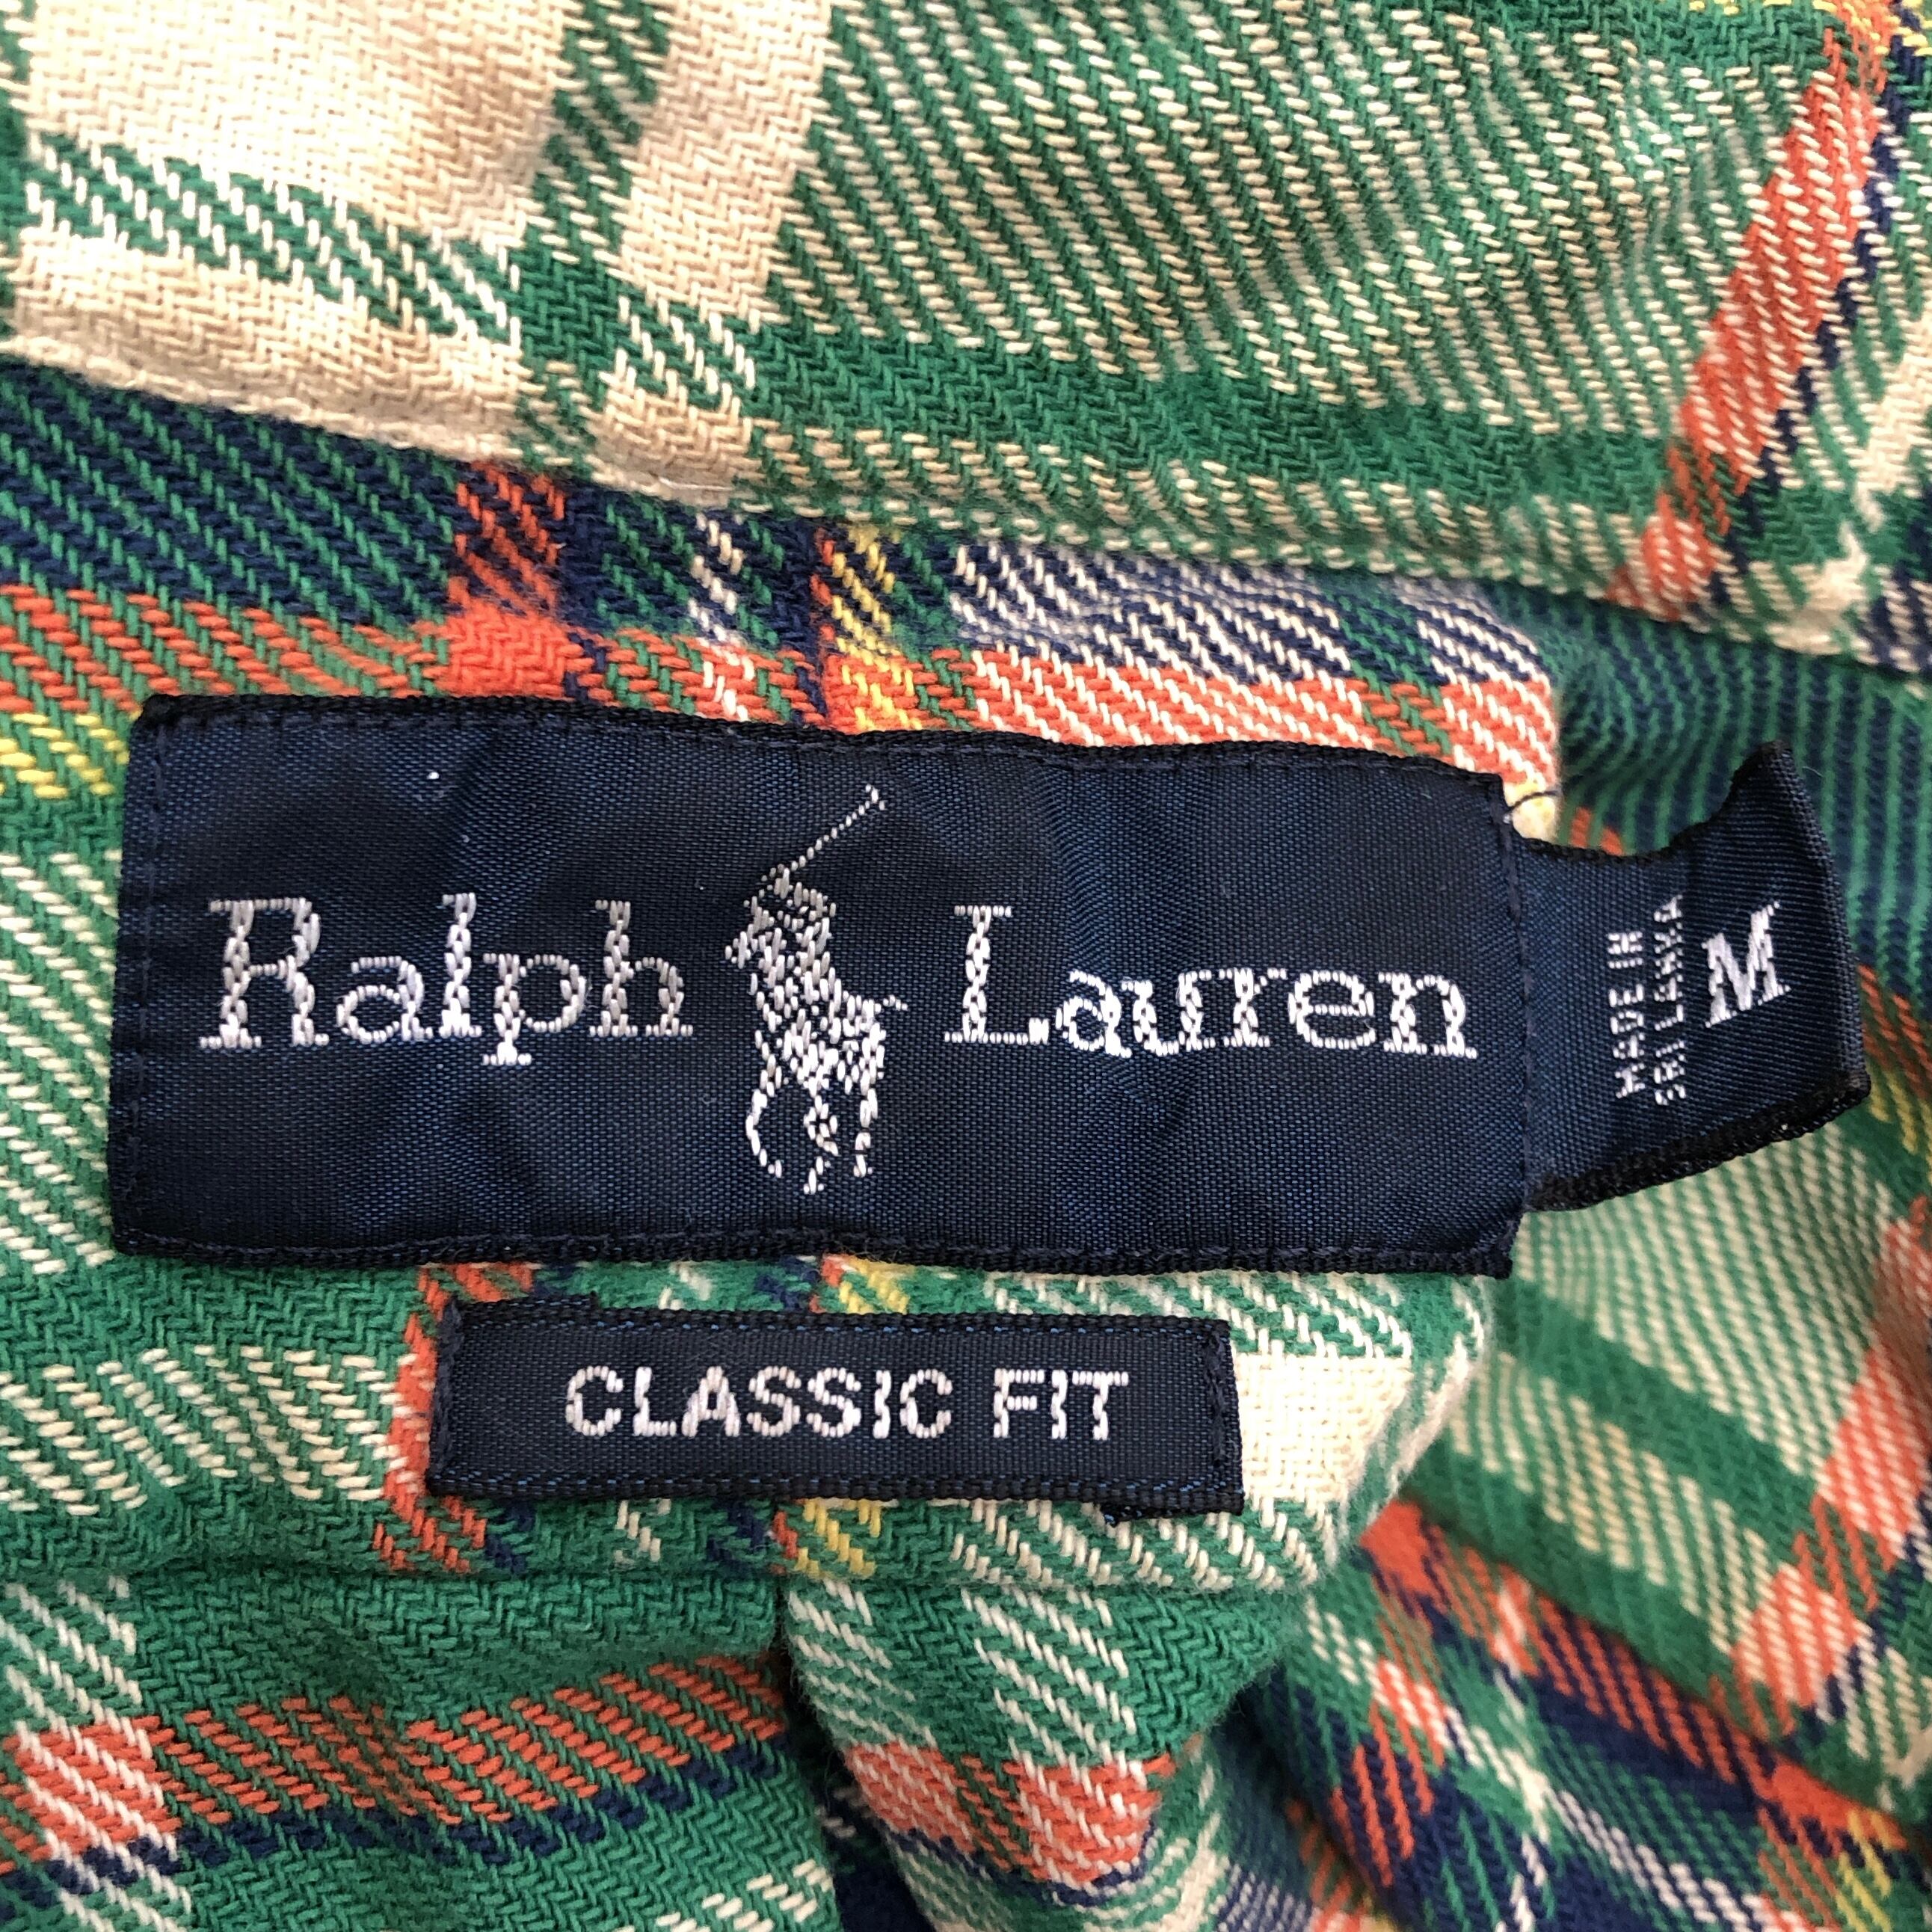 Ralph Lauren
MADE IN
SRI LANKA
M
CLASSIC FIT